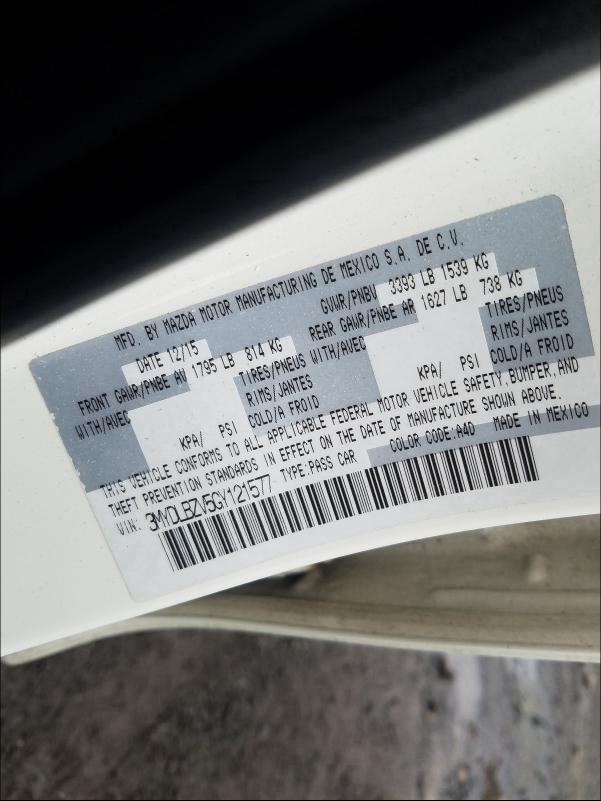 MFD. BY MAZDA MOTOR MANUFACTURING DE MEXICO S.A. DE C.V.
DATE 12/15 GVWR/PNBV 3393 LB 1539 KG
FRONT GAWR/PNBE AV 1795 LB 814 KG REAR GAWR/PNBE AR 1627 LB 738 KG
WITH/AVEC TIRES/PNEUS WITH/AVEC TIRES/PNEUS
RIMS/JANTES RIMS/JANTES
KPA/ PSI COLD/A FROID KPA/ PSI COLD/A FROID
THIS VEHICLE CONFORMS TO ALL APPLICABLE FEDERAL MOTOR VEHICLE SAFETY,BUMPER,AND
THEFT PREVENTION STANDARDS IN EFFECT ON THE DATE OF MANUFACTURE SHOWN ABOVE.
VIN: 3MYDLBZV5GY121577 TYPE:PASS CAR COLOR CODE:A4D MADE IN MEXICO